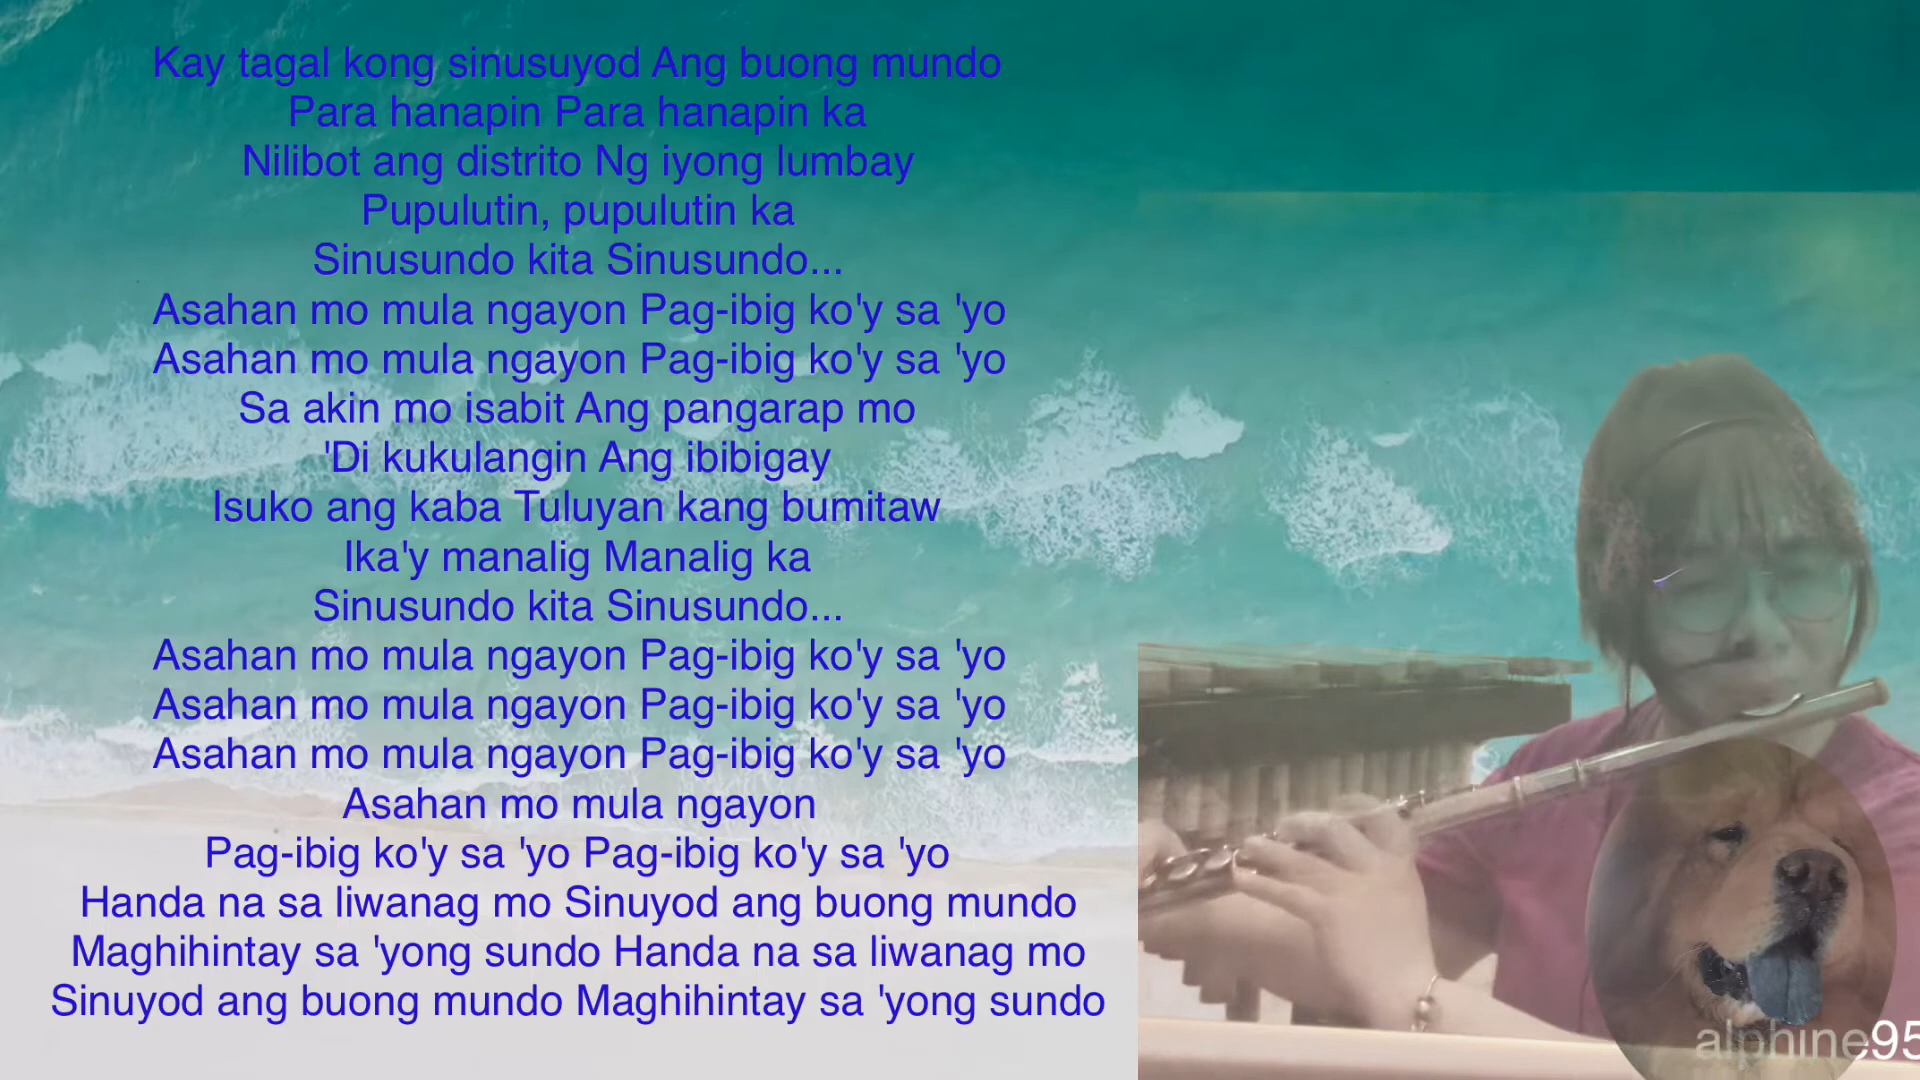 Kay tagal kong sinusuyod Ang buong mundo
Para hanapin Para hanapin ka
Nilibot ang distrito Ng iyong lumbay
Pupulutin, pupulutin ka
Sinusundo kita Sinusundo...
Asahan mo mula ngayon Pag-ibig ko'y sa 'yo
Asahan mo mula ngayon Pag-ibig ko'y sa 'yo
Sa akin mo isabit Ang pangarap mo
'Di kukulangin Ang ibibigay
Isuko ang kaba Tuluyan kang bumitaw
Ika'y manalig Manalig ka
Sinusundo kita Sinusundo...
Asahan mo mula ngayon Pag-ibig ko'y sa 'yo
Asahan mo mula ngayon Pag-ibig ko'y sa 'yo
Asahan mo mula ngayon Pag-ibig ko'y sa 'yo
Asahan mo mula ngayon
Pag-ibig ko'y sa 'yo Pag-ibig ko'y sa 'yo
Handa na sa liwanag mo Sinuyod ang buong mundo
Maghihintay sa 'yong sundo Handa na sa liwanag mo
Sinuyod ang buong mundo Maghihintay sa 'yong sundo
alphine95